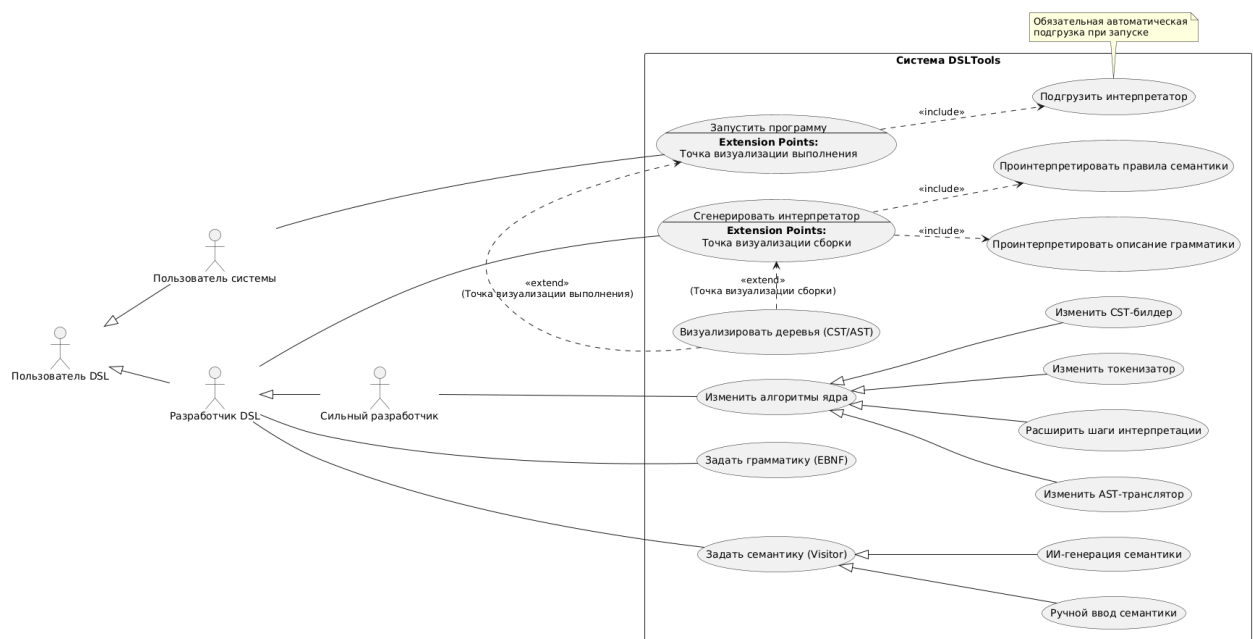 Обязательная автоматическая
подгрузка при запуске
Система DSLTools
Подгрузить интерпретатор
«include»
Запустить программу
Extension Points:
Точка визуализации выполнения
Проинтерпретировать правила семантики
«include»
Сгенерировать интерпретатор
Extension Points:
Точка визуализации сборки
«include»
Проинтерпретировать описание грамматики
Пользователь системы
«extend»
(Точка визуализации выполнения)
«extend»
(Точка визуализации сборки)
Изменить CST-билдер
Визуализировать деревья (CST/AST)
Пользователь DSL
Изменить токенизатор
Разработчик DSL
Сильный разработчик
Изменить алгоритмы ядра
Расширить шаги интерпретации
Задать грамматику (EBNF)
Изменить AST-транслятор
Задать семантику (Visitor)
ИИ-генерация семантики
Ручной ввод семантики